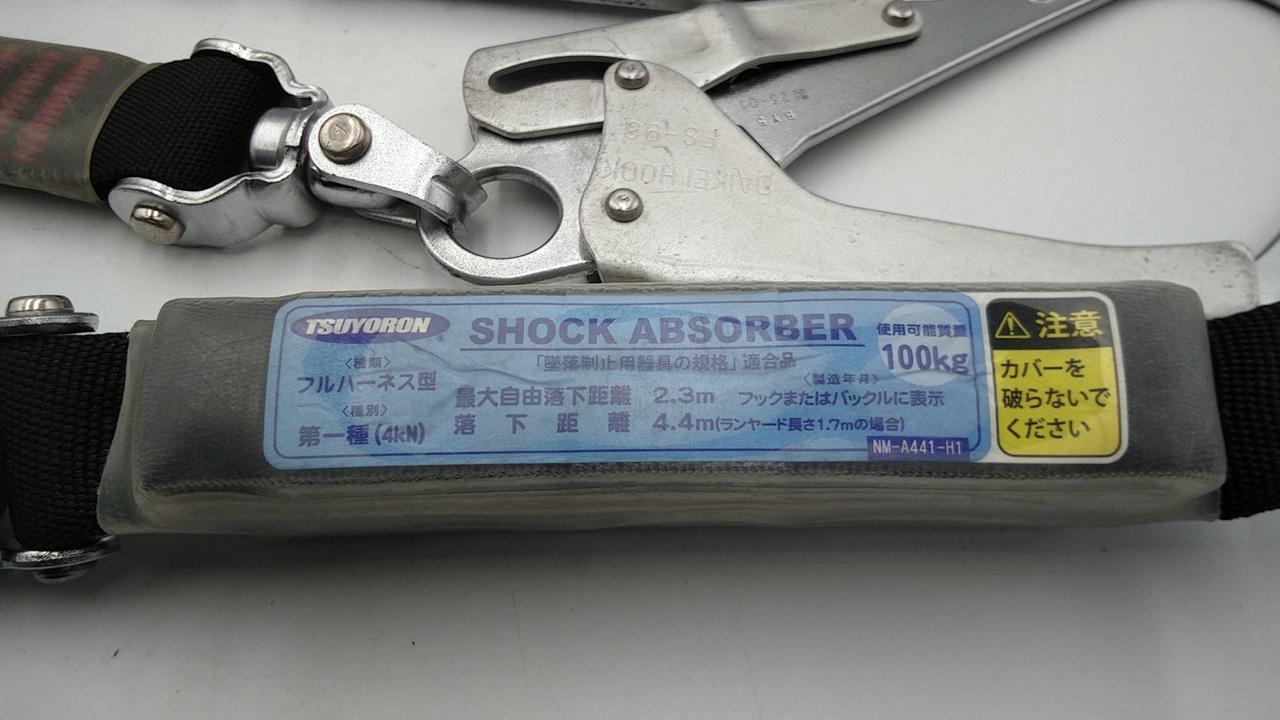 FS-98
DAIKEI HOOK
BY5
製 23-01
TSUYORON®
SHOCK ABSORBER
使用可能質量
100kg
「墜落制止用器具の規格」適合品
〈種類〉
フルハーネス型
〈種別〉
第一種(4kN)
最大自由落下距離 2.3m
落下距離 4.4m(ランヤード長さ1.7mの場合)
〈製造年月〉
フックまたはバックルに表示
NM-A441-H1
注意
カバーを
破らないで
ください